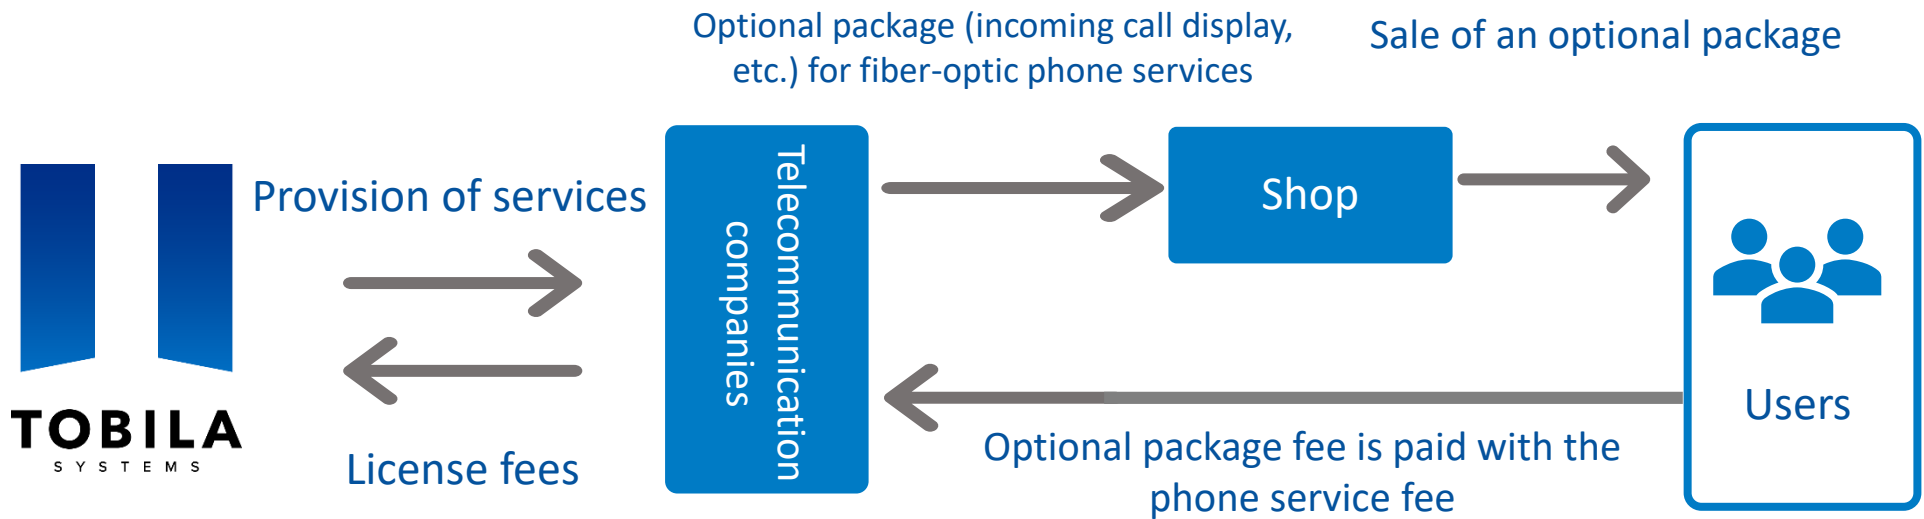 Optional package (incoming call display,
etc.) for fiber-optic phone services
Sale of an optional package
Provision of services
Telecommunication
companies
Shop
TOBILA
SYSTEMS
License fees
Optional package fee is paid with the
phone service fee
Users